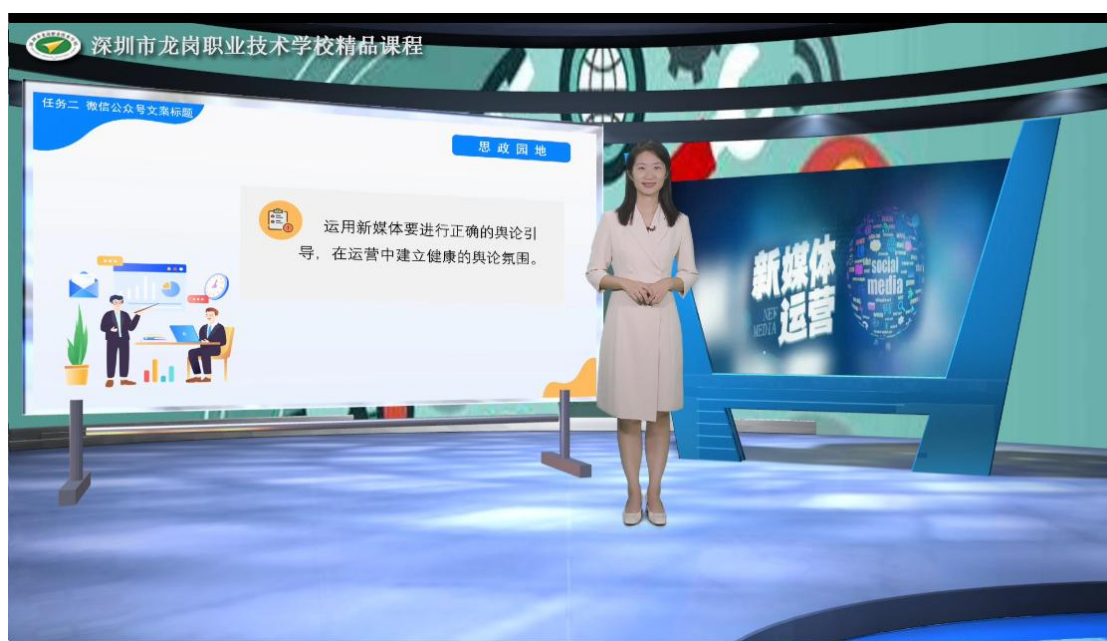 深圳市龙岗职业技术学校精品课程
任务二 微信公众号文案标题
思政园地
运用新媒体要进行正确的舆论引
导，在运营中建立健康的舆论氛围。
新媒体
运营
NEW
MEDIA
social
media